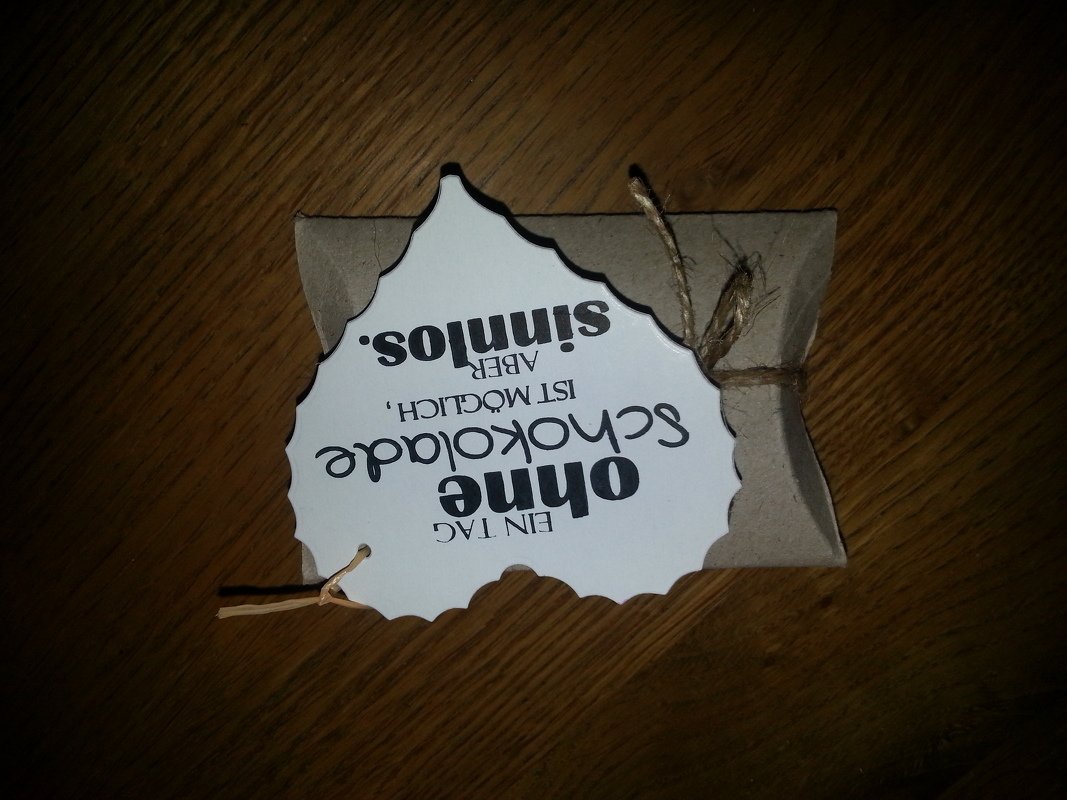 EIN TAG
ohne
schokolade
IST MÖGLICH,
ABER
sinnlos.